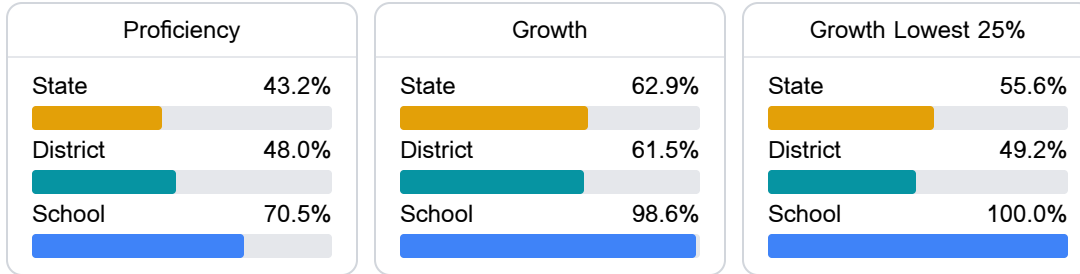 Proficiency
State 43.2%
District 48.0%
School 70.5%
Growth
State 62.9%
District 61.5%
School 98.6%
Growth Lowest 25%
State 55.6%
District 49.2%
School 100.0%